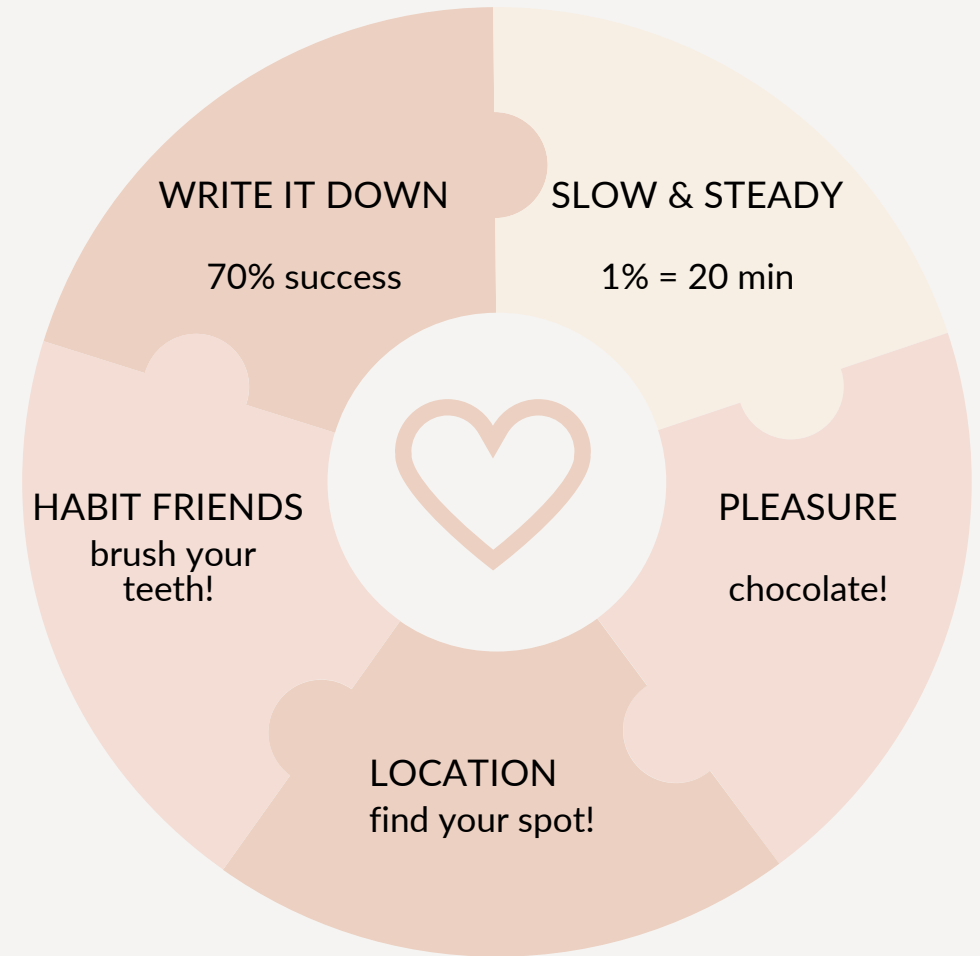 WRITE IT DOWN
70% success
SLOW & STEADY
1% = 20 min
HABIT FRIENDS
brush your
teeth!
PLEASURE
chocolate!
LOCATION
find your spot!